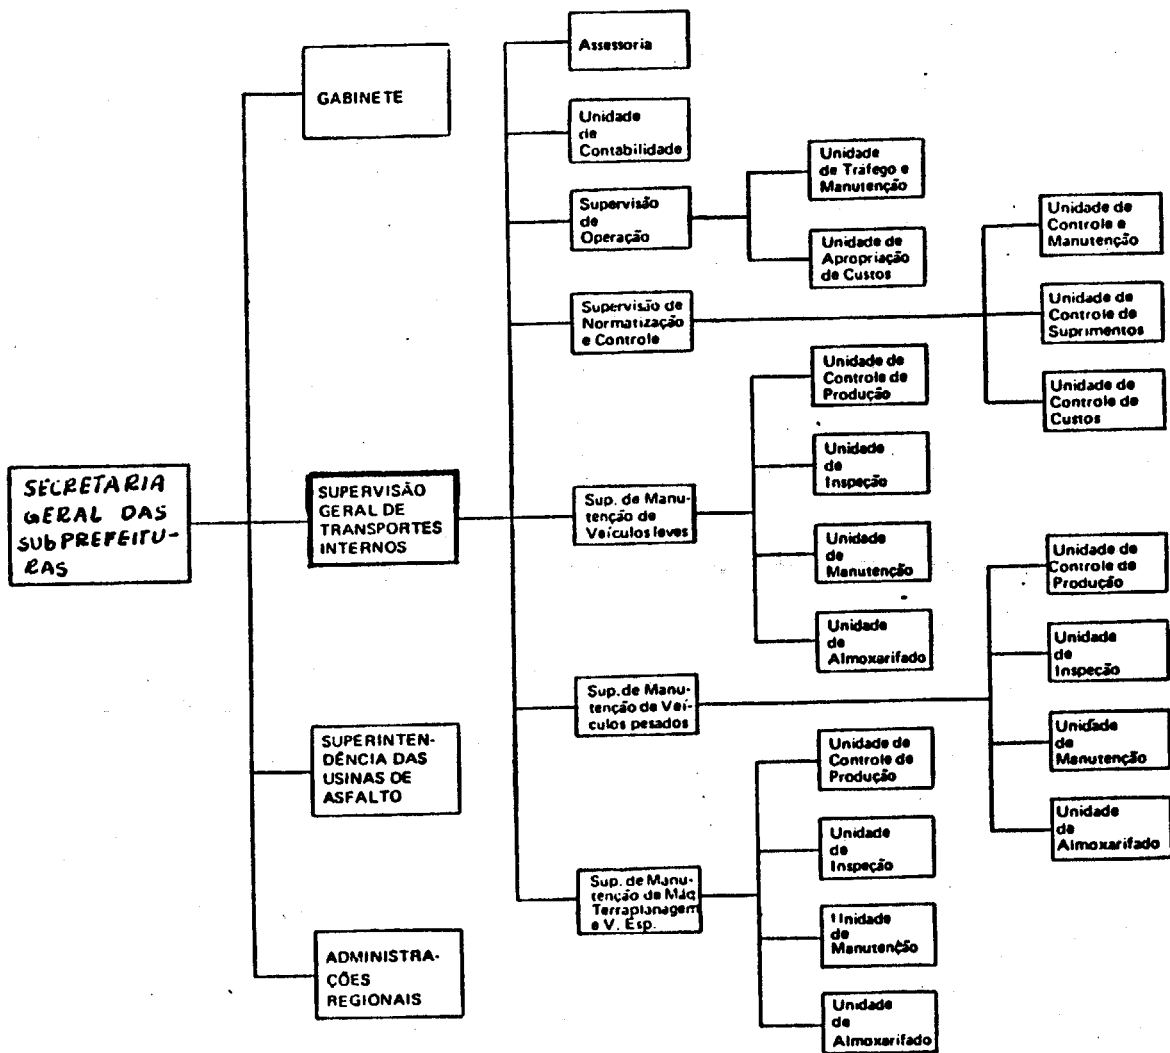 SECRETARIA
GERAL DAS
SUBPREFEITU-
RAS
GABINETE
SUPERVISÃO
GERAL DE
TRANSPORTES
INTERNOS
SUPERINTEN-
DÊNCIA DAS
USINAS DE
ASFALTO
ADMINISTRA-
ÇÕES
REGIONAIS
Assessoria
Unidade
de
Contabilidade
Supervisão
de
Operação
Unidade
de Tráfego e
Manutenção
Unidade de
Apropriação
de Custos
Supervisão de
Normatização
e Controle
Unidade de
Controle e
Manutenção
Unidade de
Controle de
Suprimentos
Unidade de
Controle de
Custos
Sup. de Manu-
tenção de
Veículos leves
Unidade de
Controle de
Produção
Unidade
de
Inspeção
Unidade
de
Manutenção
Unidade
de
Almoxarifado
Sup. de Manu-
tenção de Veí-
culos pesados
Unidade de
Controle de
Produção
Unidade
de
Inspeção
Unidade
de
Manutenção
Unidade
de
Almoxarifado
Sup. de Manu-
tenção de Máq
Terraplanagem
e V. Esp.
Unidade de
Controle de
Produção
Unidade
de
Inspeção
Unidade
de
Manutenção
Unidade
de
Almoxarifado